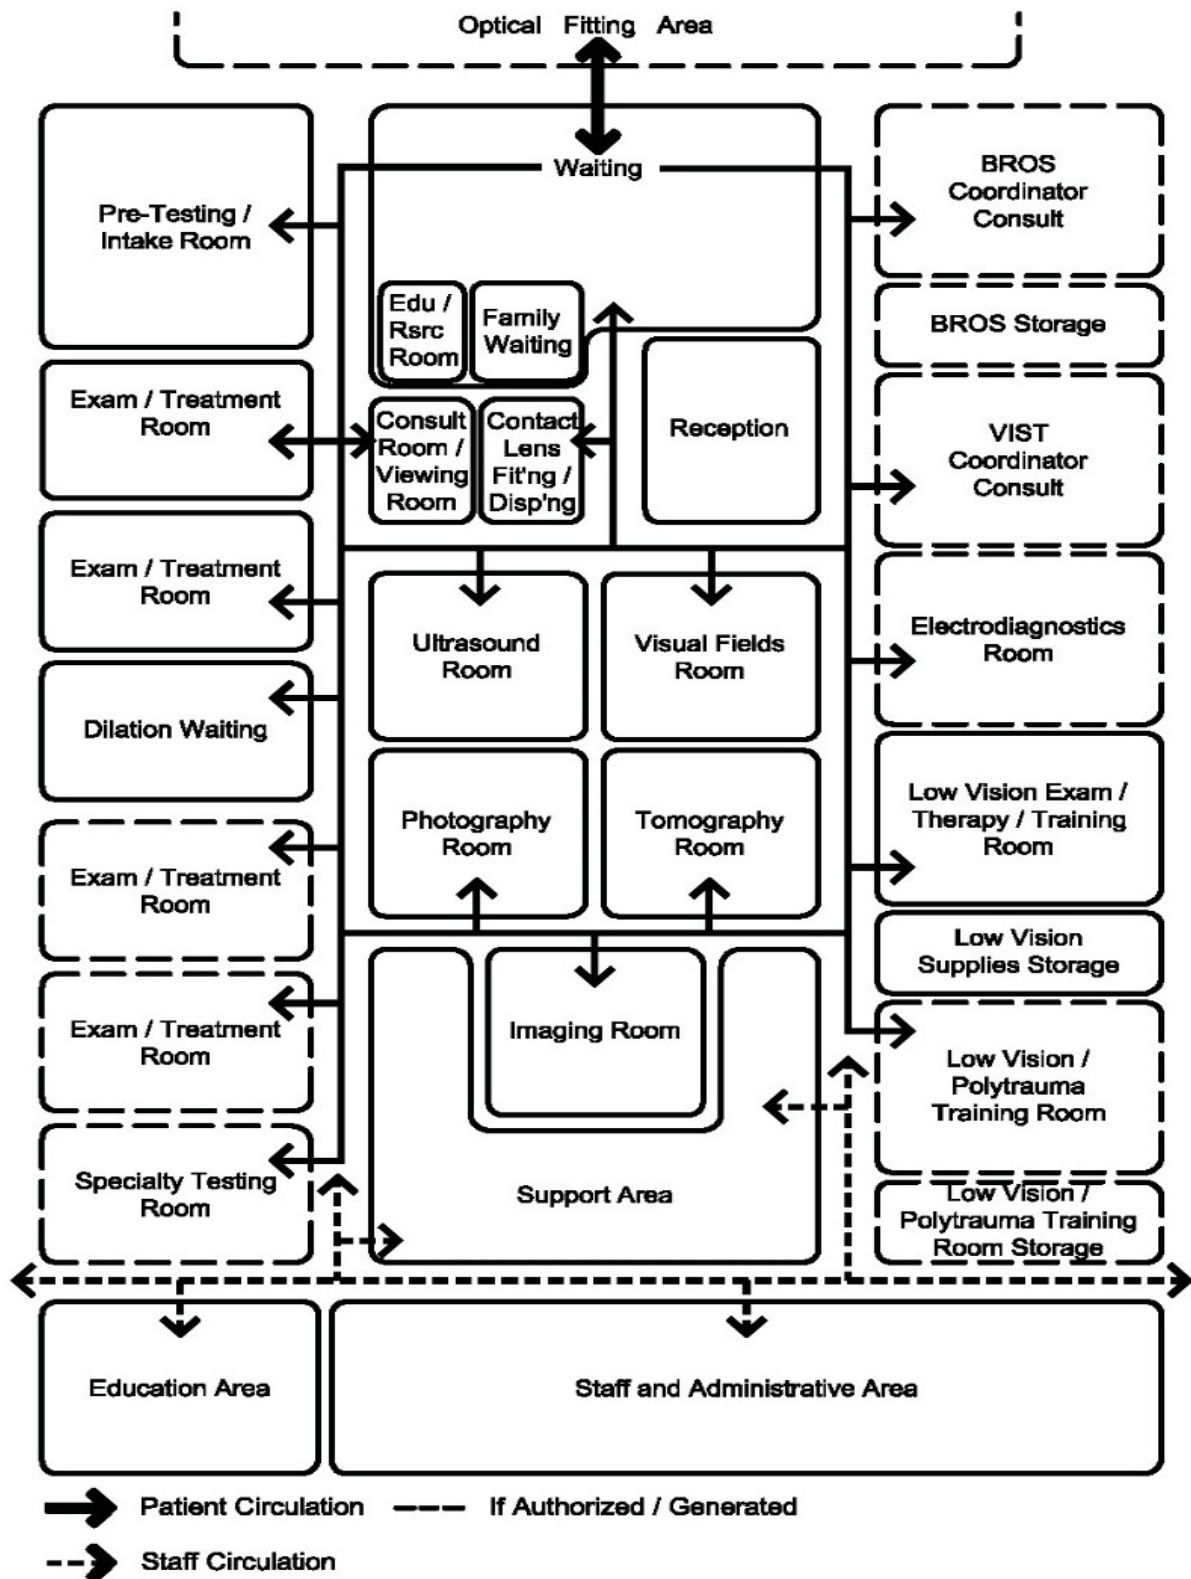 Optical Fitting Area
Waiting
Pre-Testing /
Intake Room
BROS
Coordinator
Consult
Edu /
Rsrc
Room
Family
Waiting
BROS Storage
Exam / Treatment
Room
Consult
Room /
Viewing
Room
Contact
Lens
Fit'ng /
Disp'ng
Reception
VIST
Coordinator
Consult
Exam / Treatment
Room
Ultrasound
Room
Visual Fields
Room
Electrodiagnostics
Room
Dilation Waiting
Photography
Room
Tomography
Room
Low Vision Exam /
Therapy / Training
Room
Exam / Treatment
Room
Low Vision
Supplies Storage
Exam / Treatment
Room
Imaging Room
Low Vision /
Polytrauma
Training Room
Specialty Testing
Room
Support Area
Low Vision /
Polytrauma Training
Room Storage
Education Area
Staff and Administrative Area
Patient Circulation
If Authorized / Generated
Staff Circulation